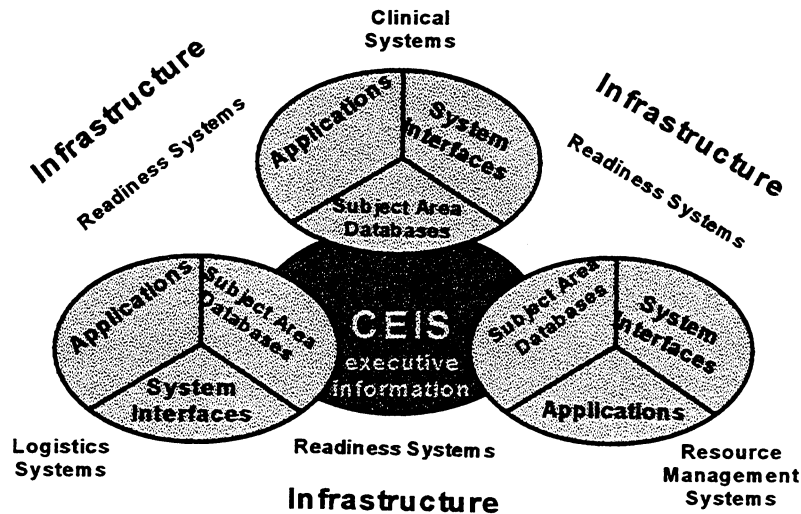 Clinical
Systems
Infrastructure
Readiness Systems
Infrastructure
Readiness Systems
Applications
System
Interfaces
Subject Area
Databases
Applications
Subject Area
Databases
System
Interfaces
CEIS
executive
information
Subject Area
Databases
System
Interfaces
Applications
Logistics
Systems
Readiness Systems
Resource
Management
Systems
Infrastructure